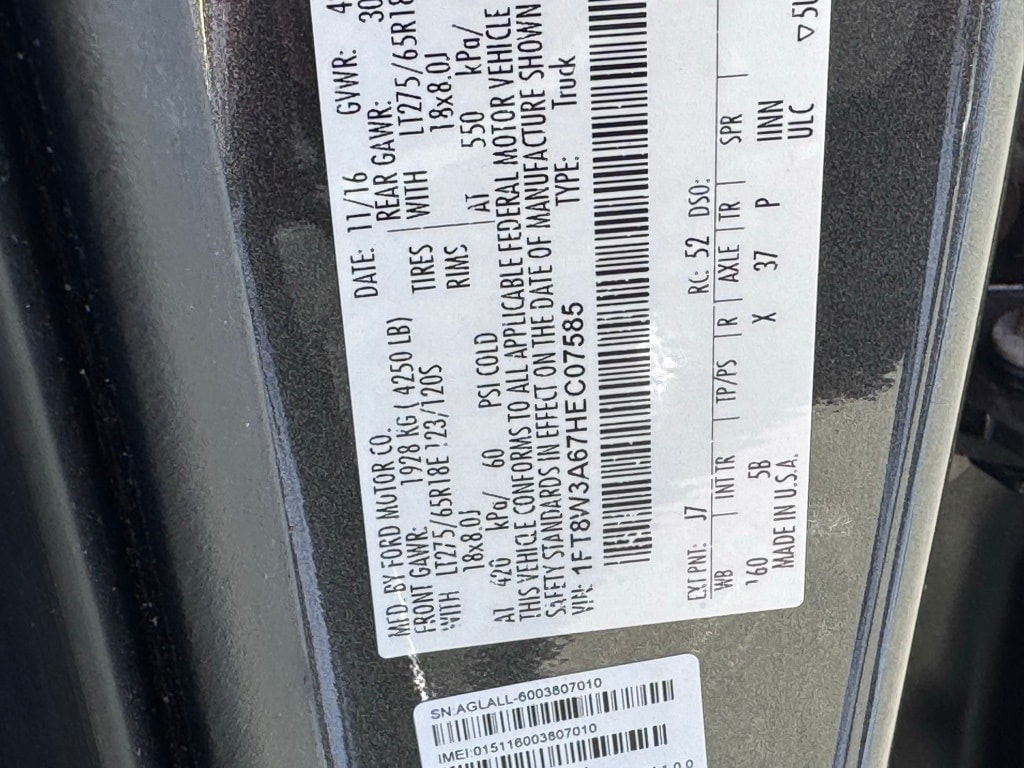 MFD. BY FORD MOTOR CO.
DATE: 11/16
GVWR:
FRONT GAWR: 1928 KG ( 4250 LB)
REAR GAWR:
WITH LT275/65R18E 123/120S
TIRES
WITH LT275/65R18
18x8.0J
RIMS
18x8.0J
AT 420 kPa/ 60 PSI COLD
AT 550 kPa/
THIS VEHICLE CONFORMS TO ALL APPLICABLE FEDERAL MOTOR VEHICLE
SAFETY STANDARDS IN EFFECT ON THE DATE OF MANUFACTURE SHOWN
VIN: 1FT8W3A67HEC07585
TYPE: Truck
EXT PNT: J7
RC: 52 DSO:
WB INT TR TP/PS R AXLE TR SPR
160 5B X 37 P IINN
MADE IN U.S.A.
ULC
SN:AGLALL-6003607010
IMEI:015116003607010